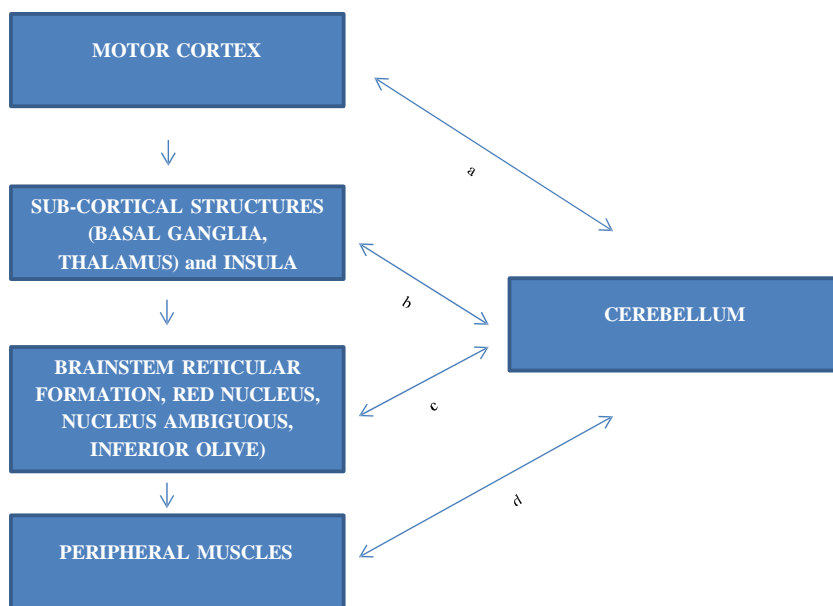 MOTOR CORTEX
a
SUB-CORTICAL STRUCTURES
(BASAL GANGLIA,
THALAMUS) and INSULA
b
CEREBELLUM
BRAINSTEM RETICULAR
FORMATION, RED NUCLEUS,
NUCLEUS AMBIGUOUS,
INFERIOR OLIVE)
c
d
PERIPHERAL MUSCLES